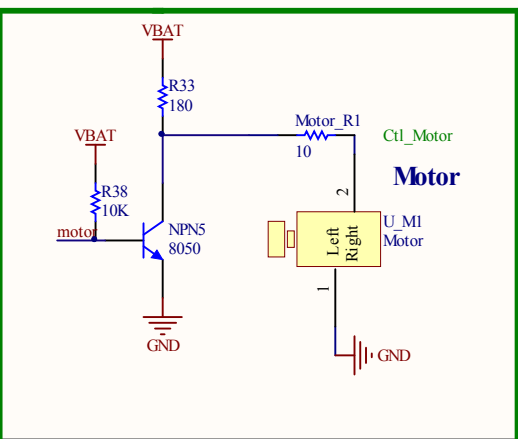 VBAT
R33
180
Motor_R1
10
Ctl_Motor
Motor
VBAT
R38
10K
motor
NPN5
8050
2
Left
Right
U_M1
Motor
1
GND
GND